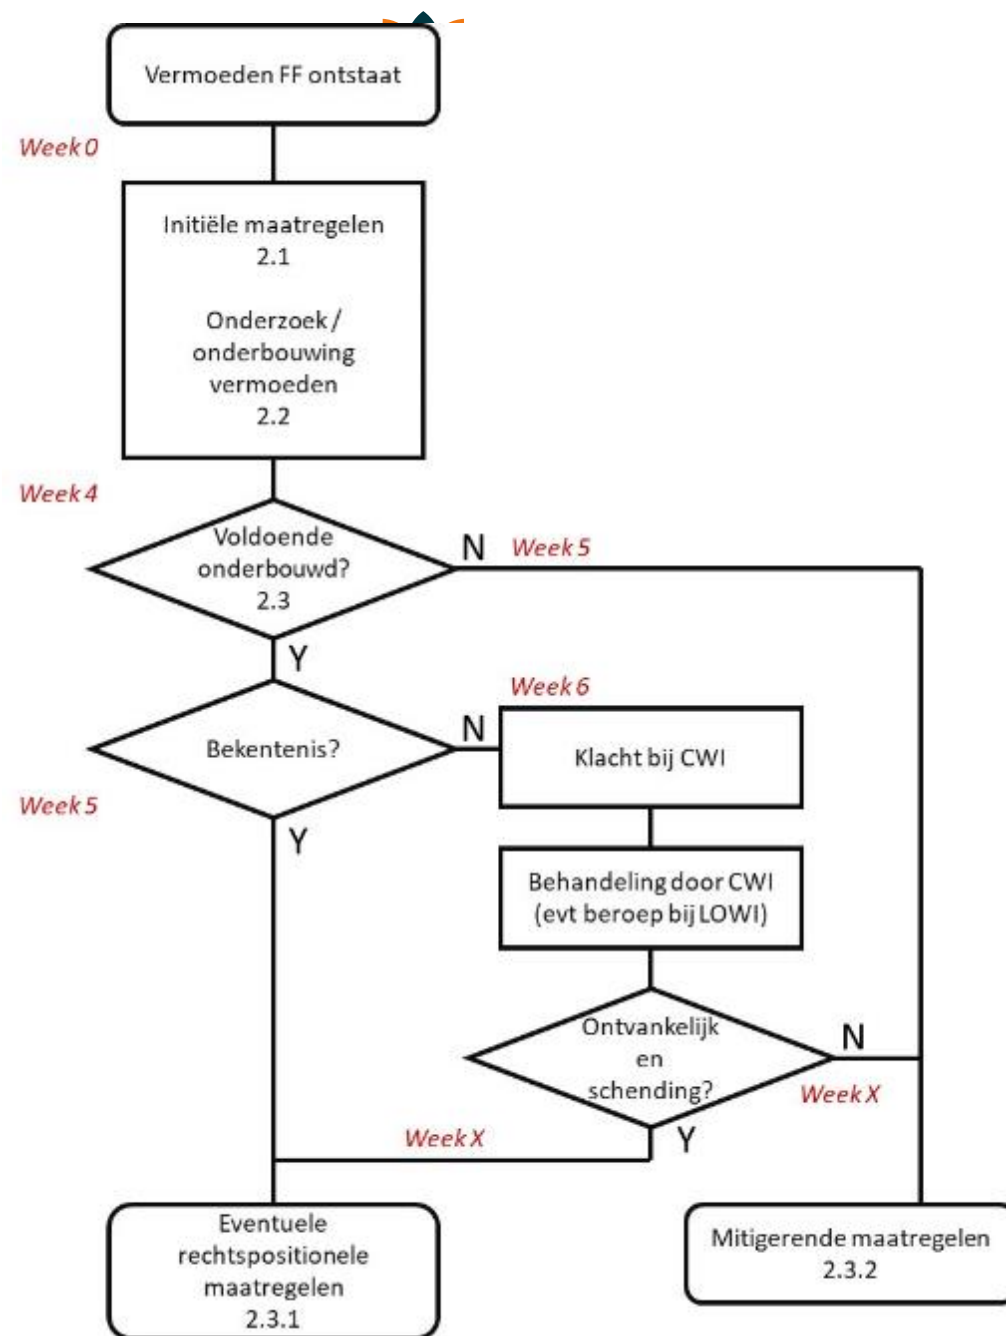 Vermoeden FF ontstaat
Week 0
Initiële maatregelen
2.1
Onderzoek /
onderbouwing
vermoeden
2.2
Week 4
Voldoende
onderbouwd?
2.3
N
Week 5
Y
Week 6
Bekentenis?
N
Klacht bij CWI
Week 5
Y
Behandeling door CWI
(evt beroep bij LOWI)
Ontvankelijk
en
schending?
N
Week X
Y
Week X
Eventuele
rechtspositionele
maatregelen
2.3.1
Mitigerende maatregelen
2.3.2